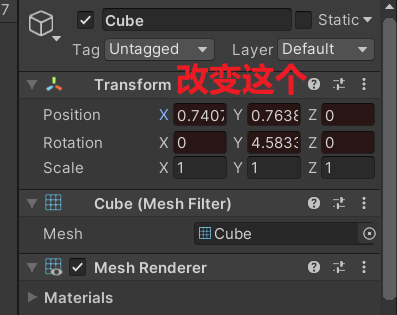 7
Cube
Static
Tag Untagged Layer Default
Transform 改变这个
Position X 0.7407 Y 0.7638 Z 0
Rotation X 0 Y 4.5833 Z 0
Scale X 1 Y 1 Z 1
Cube (Mesh Filter)
Mesh Cube
Mesh Renderer
Materials